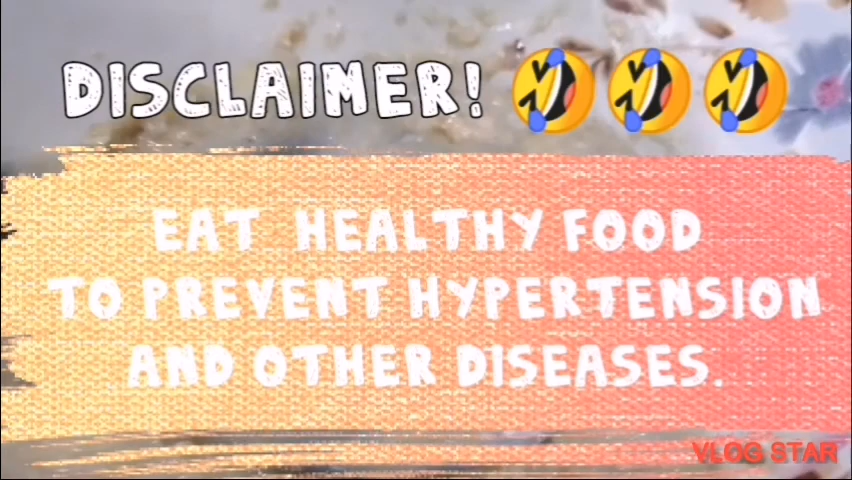 DISCLAIMER! 🤣🤣🤣
EAT HEALTHY FOOD
TO PREVENT HYPERTENSION
AND OTHER DISEASES.
VLOG STAR